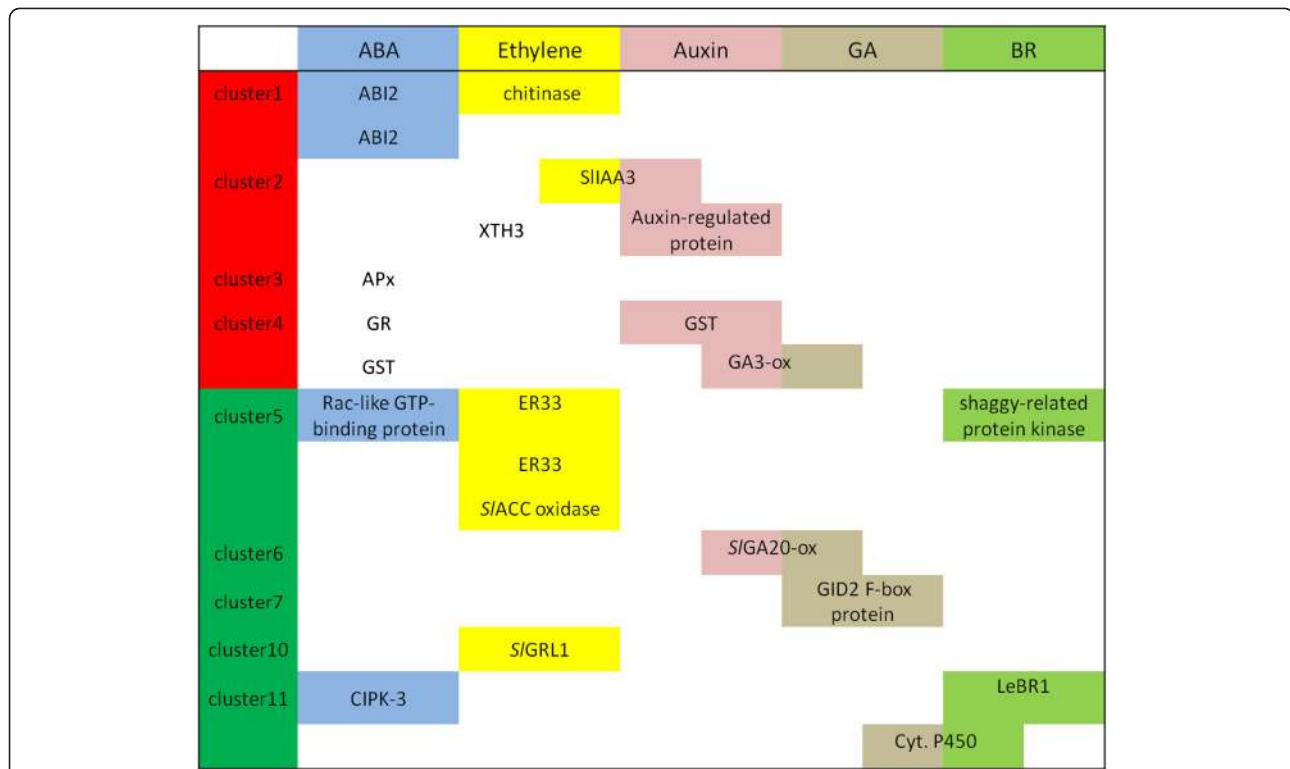 ABA Ethylene Auxin GA BR
cluster1 ABI2 chitinase
ABI2
cluster2 SlIAA3
XTH3 Auxin-regulated
protein
cluster3 APx
cluster4 GR GST
GST GA3-ox
cluster5 Rac-like GTP- ER33 shaggy-related
binding protein protein kinase
ER33
SlACC oxidase
cluster6 SlGA20-ox
cluster7 GID2 F-box
protein
cluster10 SlGRL1
cluster11 CIPK-3 LeBR1
Cyt. P450